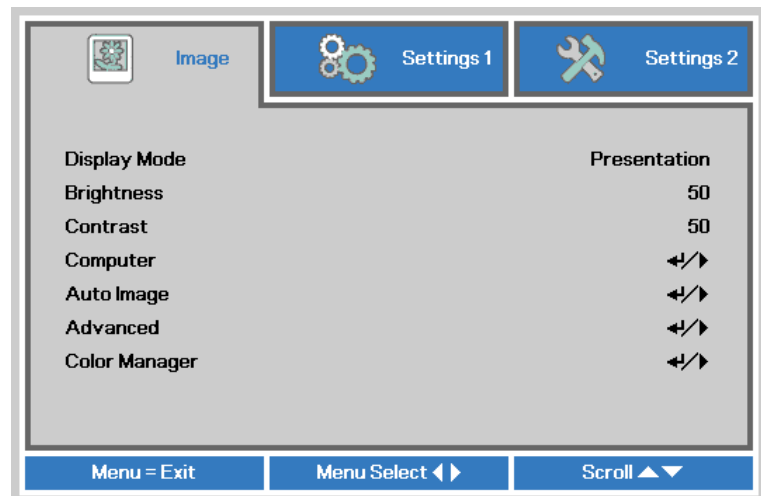 Image
Settings 1
Settings 2
Display Mode Presentation
Brightness 50
Contrast 50
Computer ↵/▶
Auto Image ↵/▶
Advanced ↵/▶
Color Manager ↵/▶
Menu = Exit
Menu Select ◀▶
Scroll ▲▼